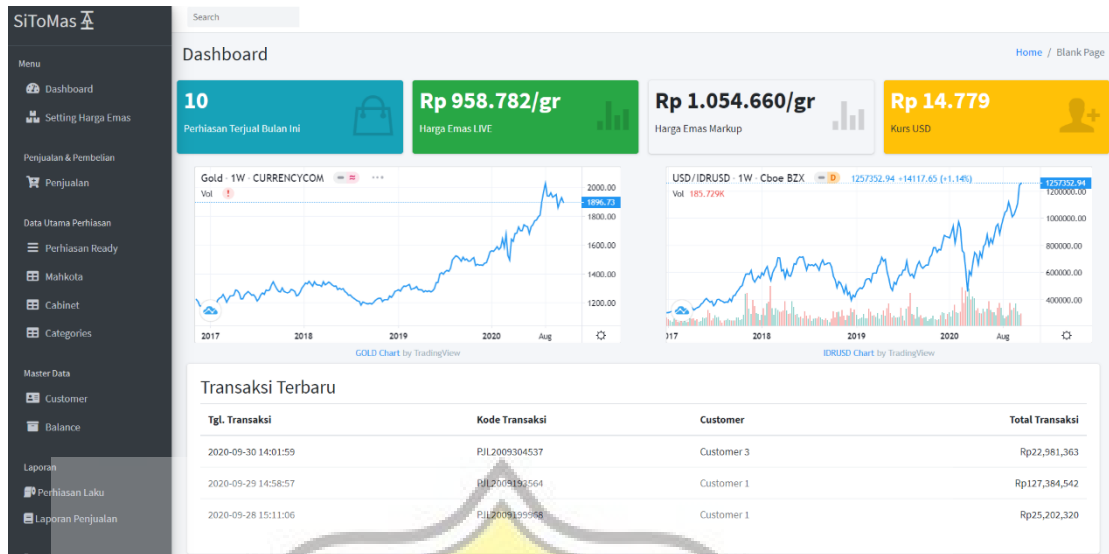 SiToMas
Search
Menu
Dashboard
Setting Harga Emas
Penjualan & Pembelian
Penjualan
Data Utama Perhiasan
Perhiasan Ready
Mahkota
Cabinet
Categories
Master Data
Customer
Balance
Laporan
Perhiasan Laku
Laporan Penjualan
Dashboard
Home / Blank Page
10
Perhiasan Terjual Bulan Ini
Rp 958.782/gr
Harga Emas LIVE
Rp 1.054.660/gr
Harga Emas Markup
Rp 14.779
Kurs USD
Gold · 1W · CURRENCYCOM
Vol
2000.00
1896.73
1800.00
1600.00
1400.00
1200.00
2017 2018 2019 2020 Aug
GOLD Chart by TradingView
USD/IDRUSD · 1W · Cboe BZX D 1257352.94 +14117.65 (+1.14%)
Vol 185.729K
1257352.94
1200000.00
1000000.00
800000.00
600000.00
400000.00
017 2018 2019 2020 Aug
IDRUSD Chart by TradingView
Transaksi Terbaru
Tgl. Transaksi Kode Transaksi Customer Total Transaksi
2020-09-30 14:01:59 PJL2009304537 Customer 3 Rp22,981,363
2020-09-29 14:58:57 PJL2009193564 Customer 1 Rp127,384,542
2020-09-28 15:11:06 PJL2009199968 Customer 1 Rp25,202,320